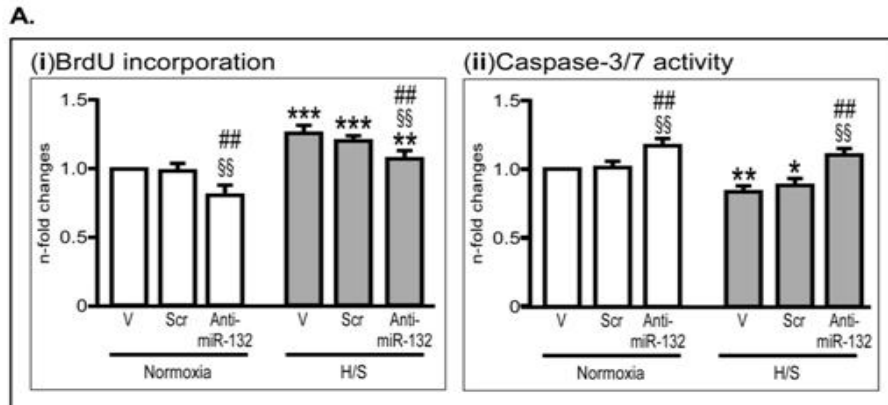 A.
(i)BrdU incorporation
n-fold changes
1.5
1.0
0.5
0
##
§§
***
***
##
§§
**
V Scr Anti-miR-132
V Scr Anti-miR-132
Normoxia H/S
(ii)Caspase-3/7 activity
n-fold changes
1.5
1.0
0.5
0
##
§§
**
*
##
§§
V Scr Anti-miR-132
V Scr Anti-miR-132
Normoxia H/S